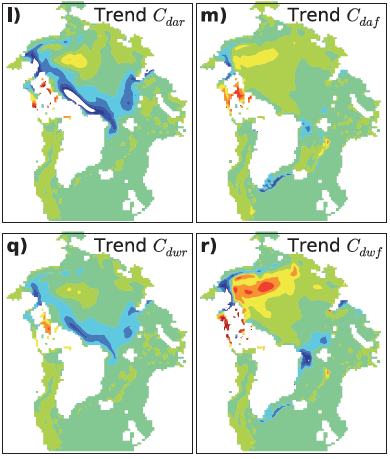 l) Trend C_dar
m) Trend C_daf
q) Trend C_dwr
r) Trend C_dwf